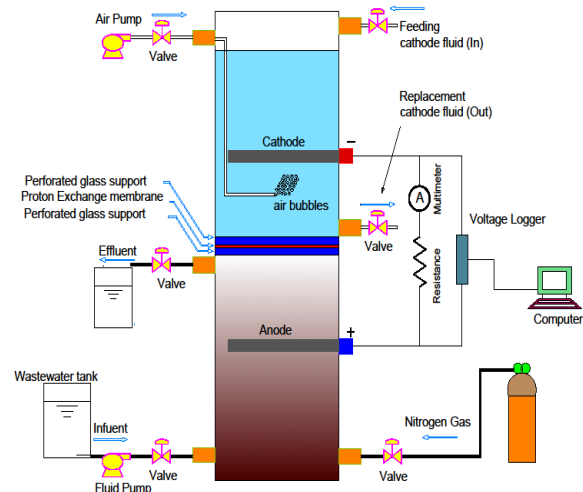 Air Pump
Valve
Feeding
cathode fluid (In)
Replacement
cathode fluid (Out)
Cathode
−
air bubbles
A
Multimeter
Perforated glass support
Proton Exchange membrane
Perforated glass support
Valve
Voltage Logger
Effluent
Valve
Resistance
Computer
Anode
+
Wastewater tank
Infuent
Valve
Fluid Pump
Nitrogen Gas
Valve